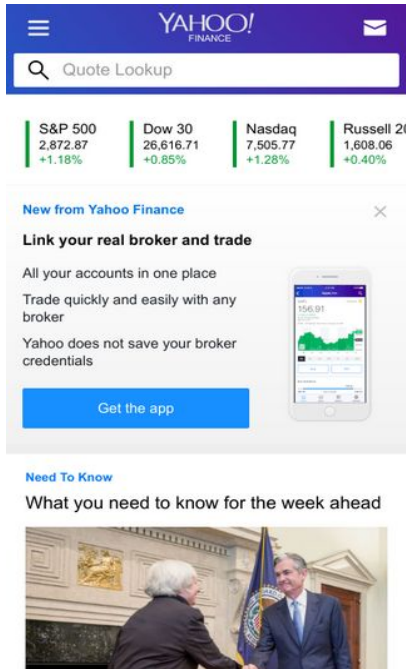 YAHOO!
FINANCE
Quote Lookup
S&P 500 Dow 30 Nasdaq Russell 20
2,872.87 26,616.71 7,505.77 1,608.06
+1.18% +0.85% +1.28% +0.40%
New from Yahoo Finance
Link your real broker and trade
All your accounts in one place
Trade quickly and easily with any
broker
Yahoo does not save your broker
credentials
156.91
Get the app
Need To Know
What you need to know for the week ahead